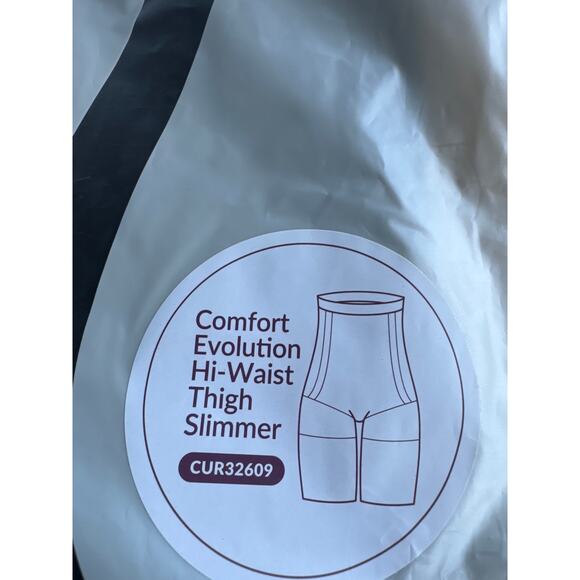 Comfort
Evolution
Hi-Waist
Thigh
Slimmer
CUR32609